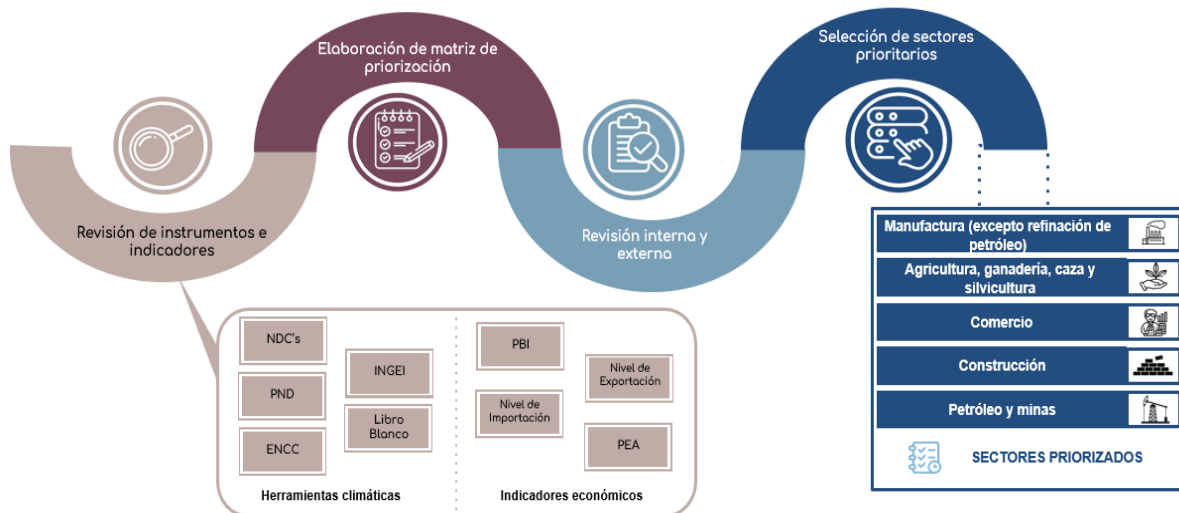 Elaboración de matriz de
priorización
Selección de sectores
prioritarios
Revisión de instrumentos e
indicadores
Revisión interna y
externa
NDC's
PND
ENCC
INGEI
Libro
Blanco
Herramientas climáticas
PBI
Nivel de
Importación
Nivel de
Exportación
PEA
Indicadores económicos
Manufactura (excepto refinación de
petróleo)
Agricultura, ganadería, caza y
silvicultura
Comercio
Construcción
Petróleo y minas
SECTORES PRIORIZADOS